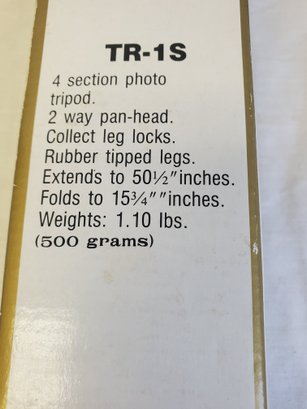 TR-1S
4 section photo
tripod.
2 way pan-head.
Collect leg locks.
Rubber tipped legs.
Extends to 50½″inches.
Folds to 15¾″″inches.
Weights: 1.10 lbs.
(500 grams)